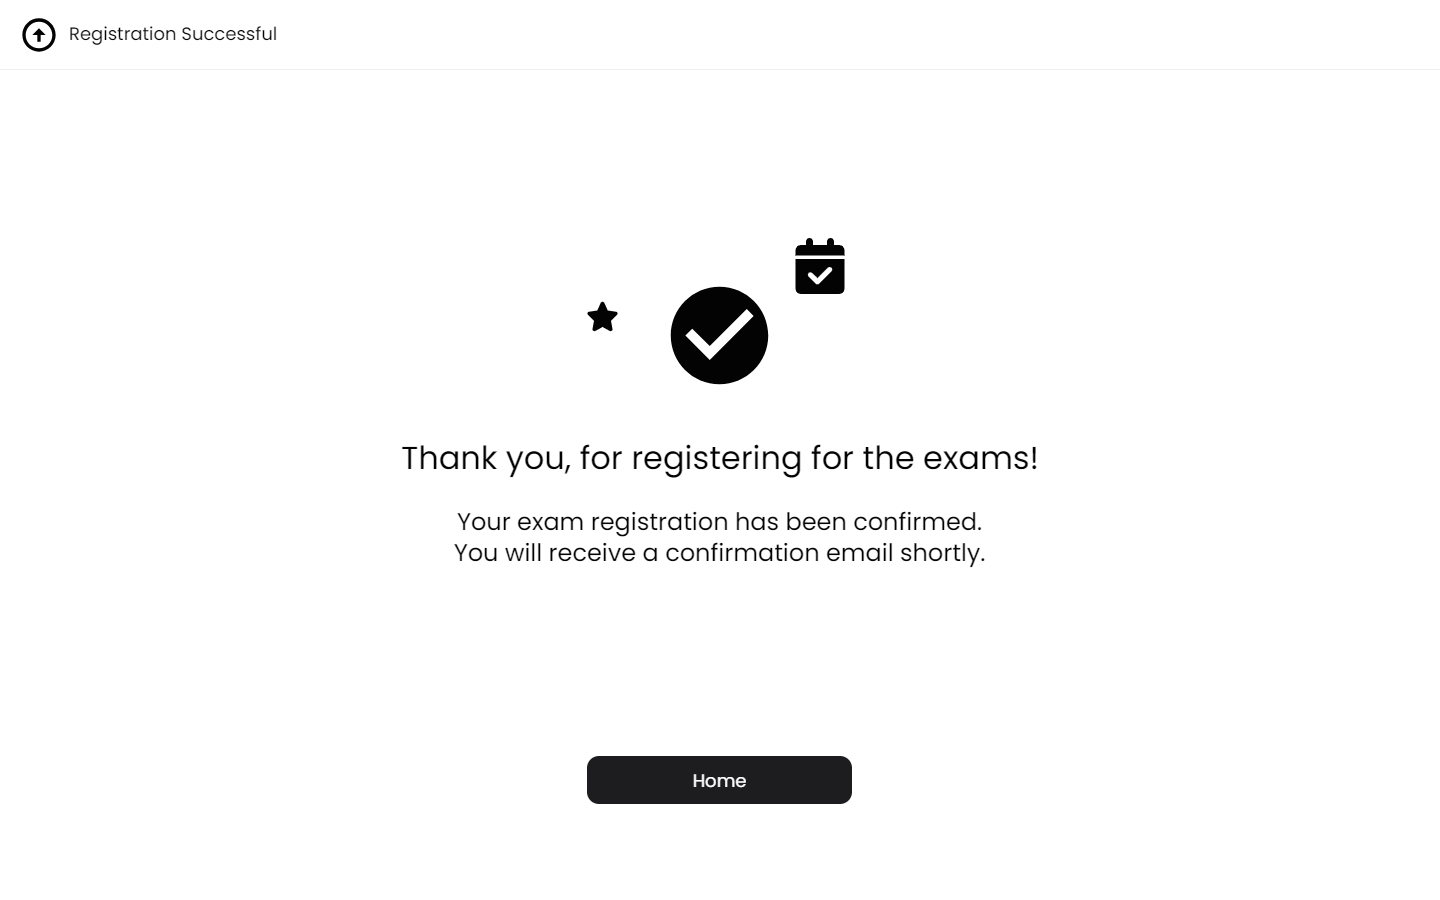 Registration Successful
Thank you, for registering for the exams!
Your exam registration has been confirmed.
You will receive a confirmation email shortly.
Home